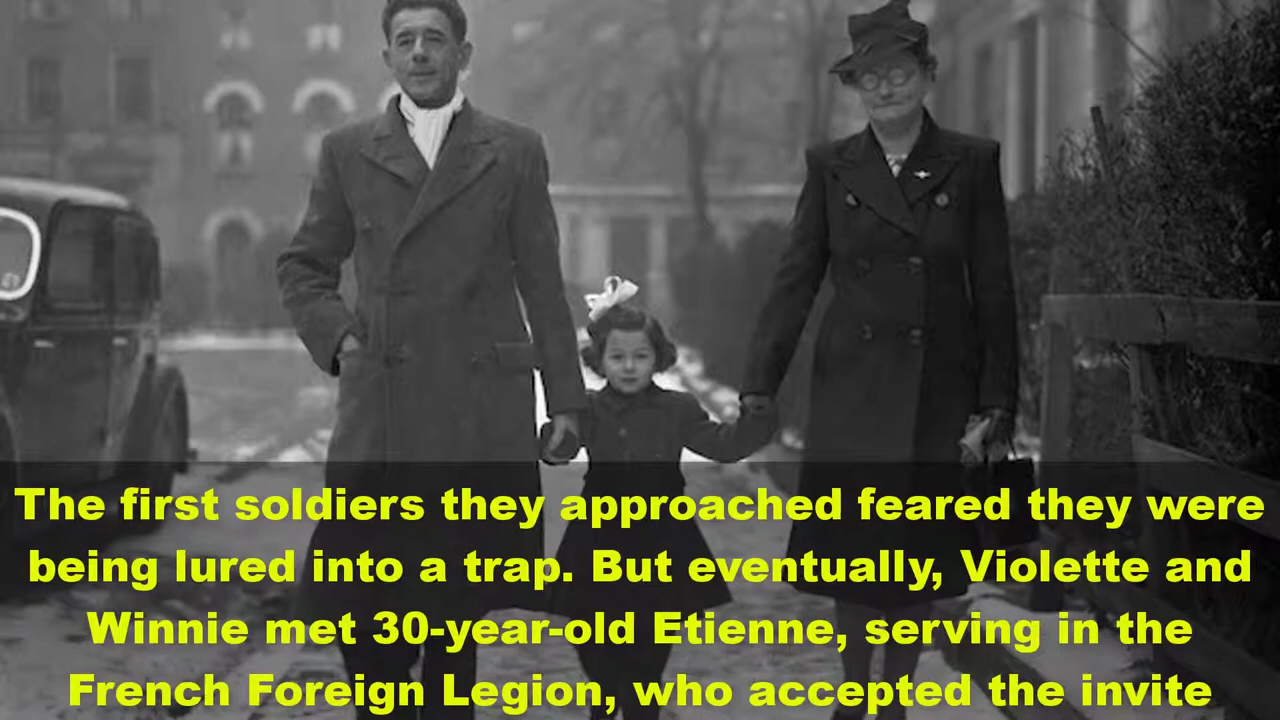 The first soldiers they approached feared they were
being lured into a trap. But eventually, Violette and
Winnie met 30-year-old Etienne, serving in the
French Foreign Legion, who accepted the invite